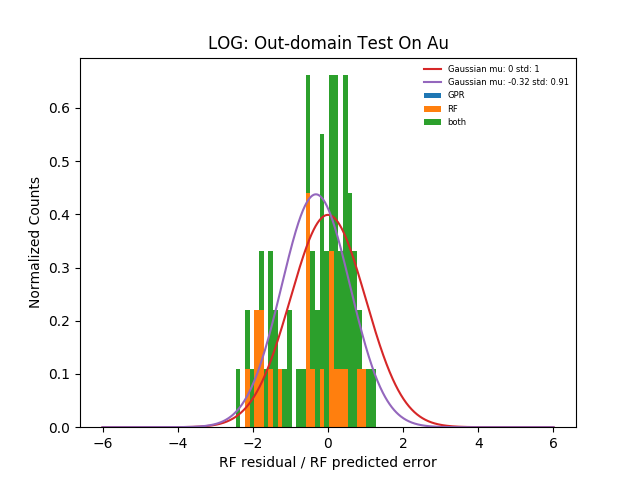 LOG: Out-domain Test On Au
Gaussian mu: 0 std: 1
Gaussian mu: -0.32 std: 0.91
GPR
RF
both
Normalized Counts
0.6
0.5
0.4
0.3
0.2
0.1
0.0
−6 −4 −2 0 2 4 6
RF residual / RF predicted error